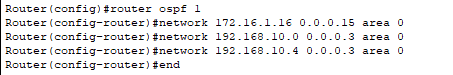 Router(config)#router ospf 1
Router(config-router)#network 172.16.1.16 0.0.0.15 area 0
Router(config-router)#network 192.168.10.0 0.0.0.3 area 0
Router(config-router)#network 192.168.10.4 0.0.0.3 area 0
Router(config-router)#end